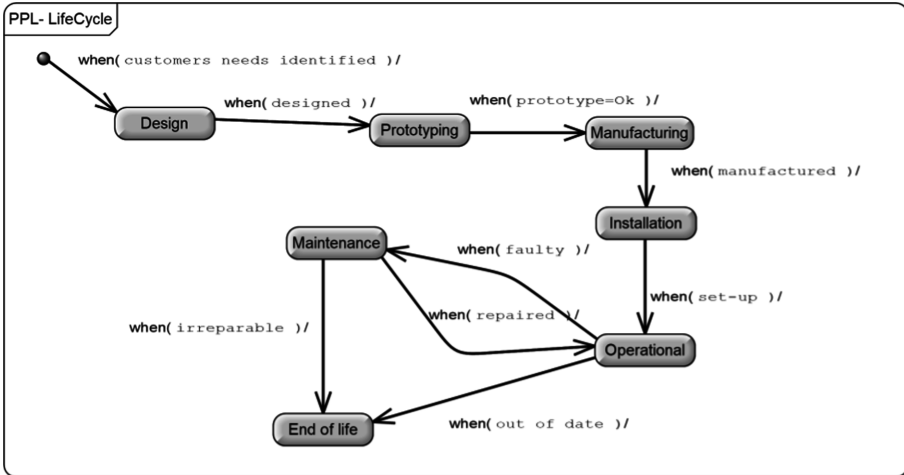 PPL- LifeCycle
when( customers needs identified )/
when( designed )/
when( prototype=Ok )/
Design
Prototyping
Manufacturing
when( manufactured )/
Installation
Maintenance
when( faulty )/
when( set-up )/
when( repaired )/
when( irreparable )/
Operational
End of life
when( out of date )/